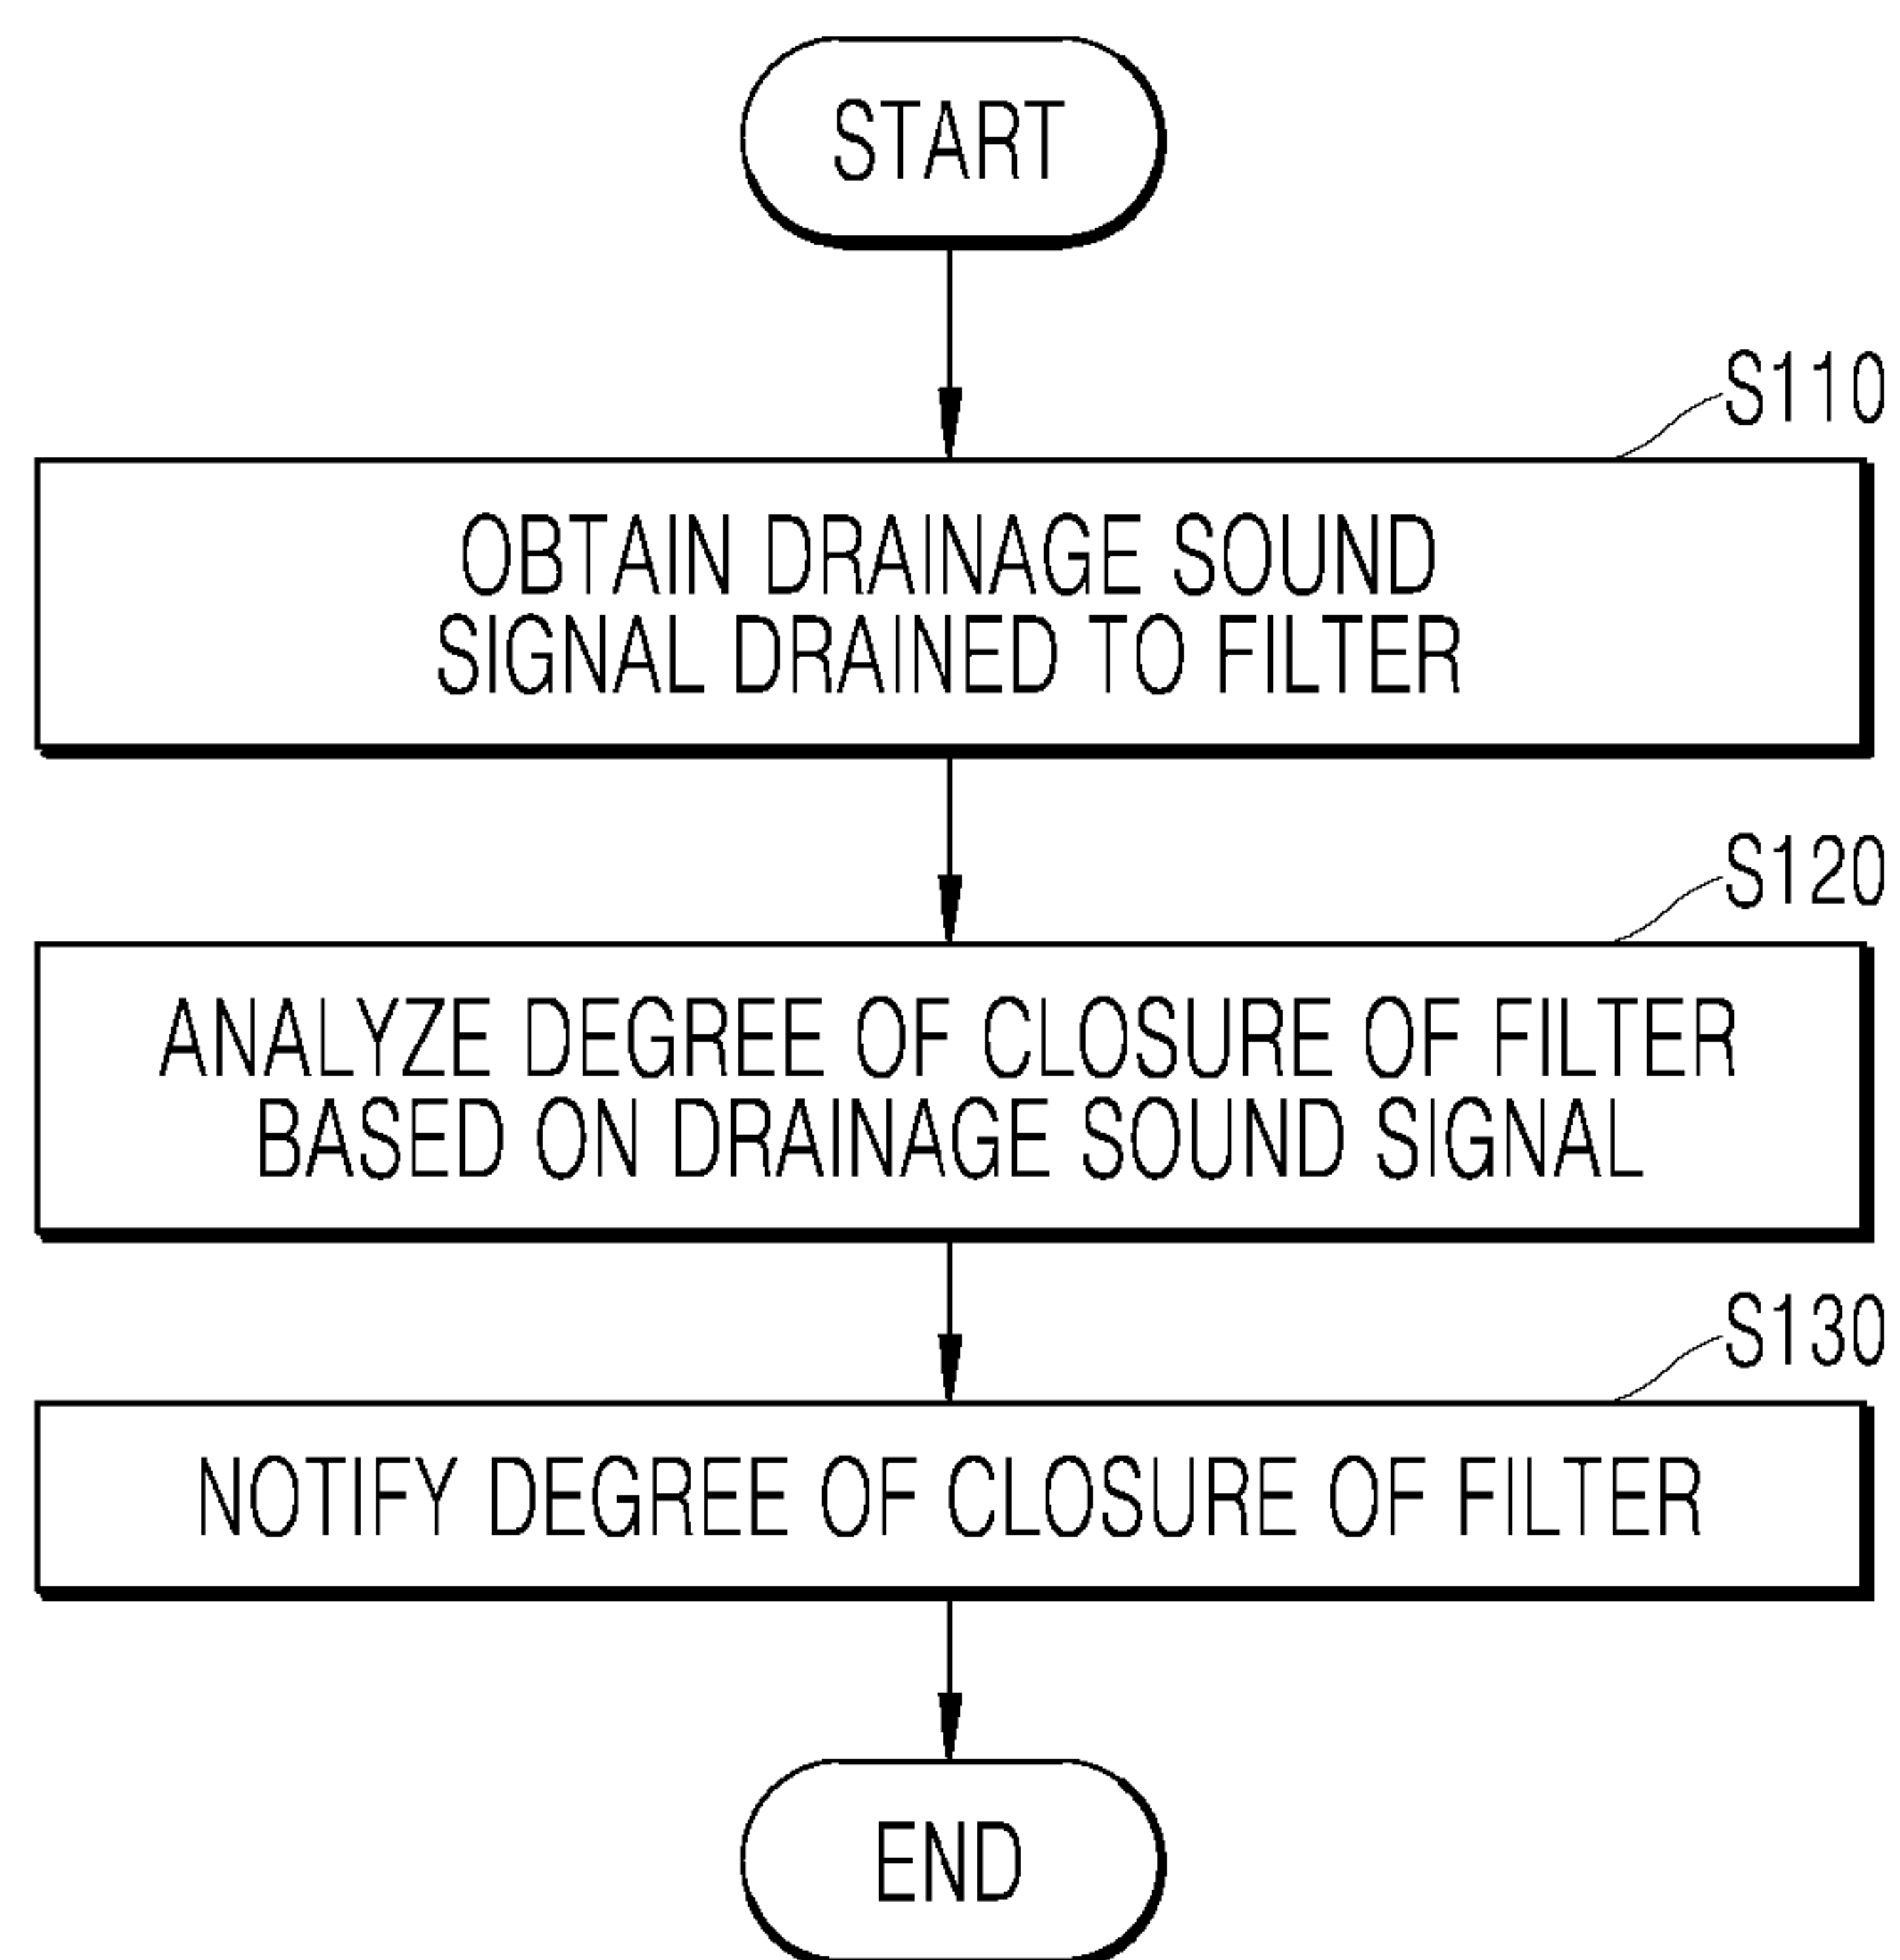 START
S110
OBTAIN DRAINAGE SOUND
SIGNAL DRAINED TO FILTER
S120
ANALYZE DEGREE OF CLOSURE OF FILTER
BASED ON DRAINAGE SOUND SIGNAL
S130
NOTIFY DEGREE OF CLOSURE OF FILTER
END